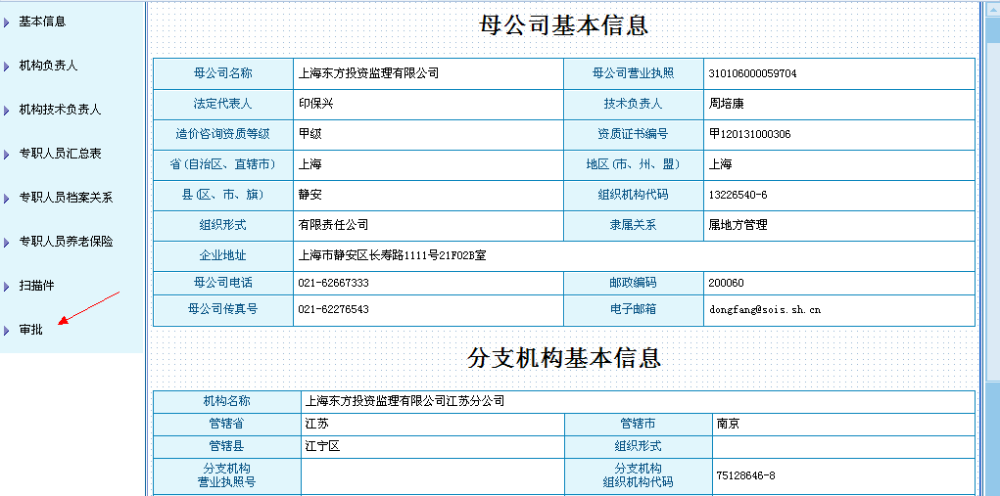 基本信息
机构负责人
机构技术负责人
专职人员汇总表
专职人员档案关系
专职人员养老保险
扫描件
审批
母公司基本信息
母公司名称 上海东方投资监理有限公司 母公司营业执照 310106000059704
法定代表人 印保兴 技术负责人 周培康
造价咨询资质等级 甲级 资质证书编号 甲120131000306
省(自治区、直辖市) 上海 地区(市、州、盟) 上海
县(区、市、旗) 静安 组织机构代码 13226540-6
组织形式 有限责任公司 隶属关系 属地方管理
企业地址 上海市静安区长寿路1111号21F02B室
母公司电话 021-62667333 邮政编码 200060
母公司传真号 021-62276543 电子邮箱 dongfang@sois.sh.cn
分支机构基本信息
机构名称 上海东方投资监理有限公司江苏分公司
管辖省 江苏 管辖市 南京
管辖县 江宁区 组织形式
分支机构
营业执照号
分支机构
组织机构代码 75128646-8